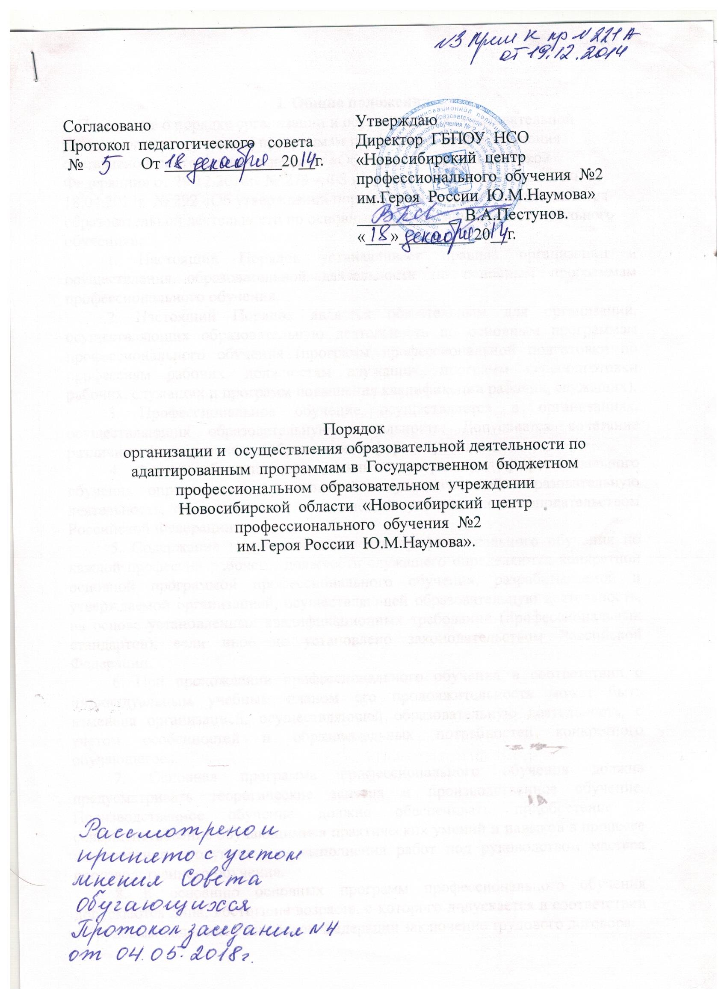 №3 прил к пр №221А
от 19.12.2014
Согласовано
Протокол педагогического совета
№ 5 От 18 декабря 2014г.
Утверждаю
Директор ГБПОУ НСО
«Новосибирский центр
профессионального обучения №2
им.Героя России Ю.М.Наумова»
В.А.Пестунов.
«18» декабря 2014г.
Порядок
организации и осуществления образовательной деятельности по
адаптированным программам в Государственном бюджетном
профессиональном образовательном учреждении
Новосибирской области «Новосибирский центр
профессионального обучения №2
им.Героя России Ю.М.Наумова».
Рассмотрено и
принято с учетом
мнения Совета
обучающихся
Протокол заседания №4
от 04.05.2018г.